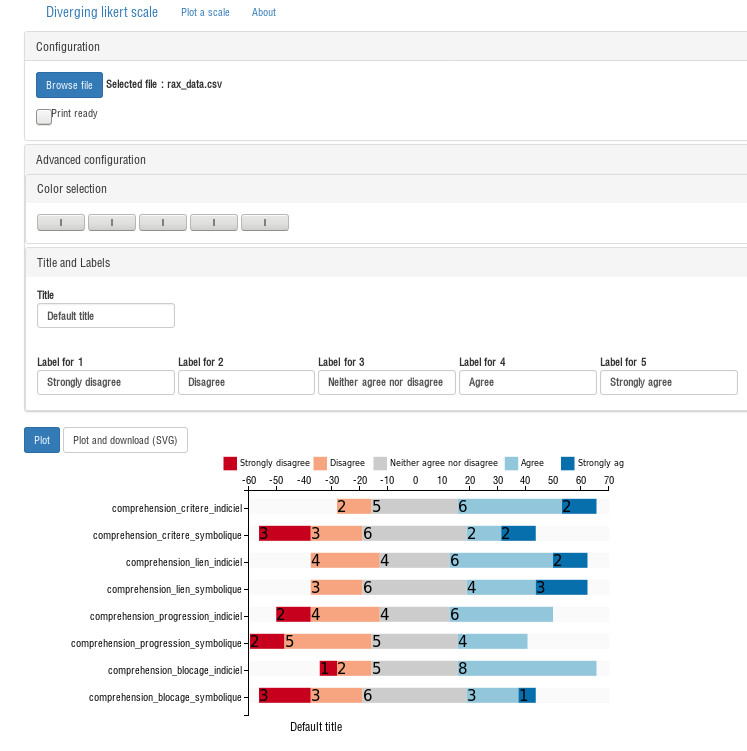 Diverging likert scale Plot a scale About
Configuration
Browse file Selected file : rax_data.csv
Print ready
Advanced configuration
Color selection
I I I I I
Title and Labels
Title
Default title
Label for 1 Label for 2 Label for 3 Label for 4 Label for 5
Strongly disagree Disagree Neither agree nor disagree Agree Strongly agree
Plot Plot and download (SVG)
Strongly disagree Disagree Neither agree nor disagree Agree Strongly ag
-60 -50 -40 -30 -20 -10 0 10 20 30 40 50 60 70
comprehension_critere_indiciel 2 5 6 2
comprehension_critere_symbolique 3 3 6 2 2
comprehension_lien_indiciel 4 4 5 2
comprehension_lien_symbolique 3 6 4 3
comprehension_progression_indiciel 2 4 4 6
comprehension_progression_symbolique 2 5 5 4
comprehension_blocage_indiciel 1 2 5 8
comprehension_blocage_symbolique 3 3 6 3 1
Default title